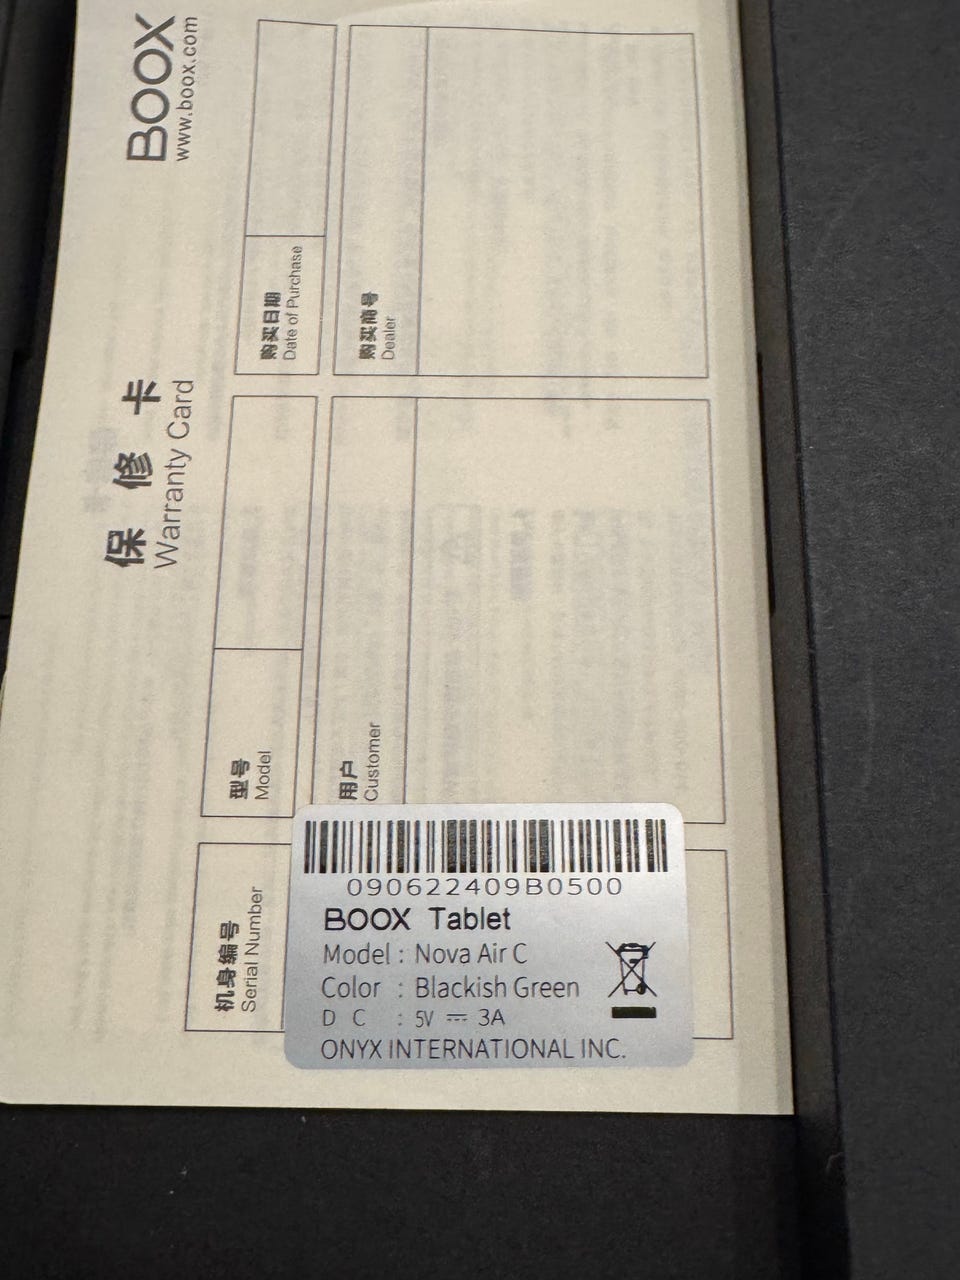 BOOX
www.boox.com
保修卡
Warranty Card
机身编号
Serial Number
型号
Model
购买日期
Date of Purchase
用户
Customer
购买商号
Dealer
090622409B0500
BOOX Tablet
Model : Nova Air C
Color : Blackish Green
D C : 5V ⎓ 3A
ONYX INTERNATIONAL INC.